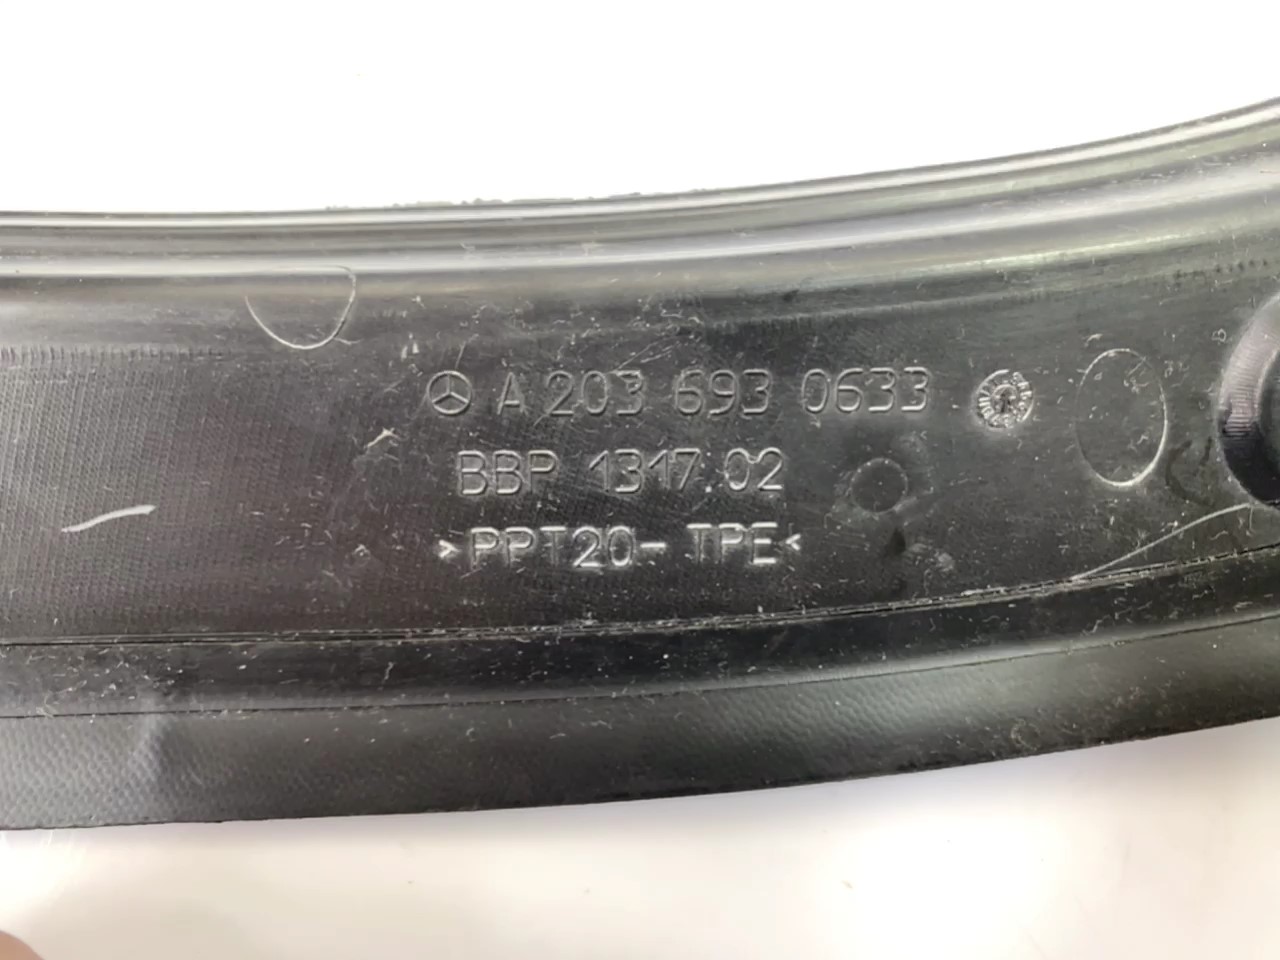 A 203 693 0633
BBP 1317.02
>PPT20- TPE<